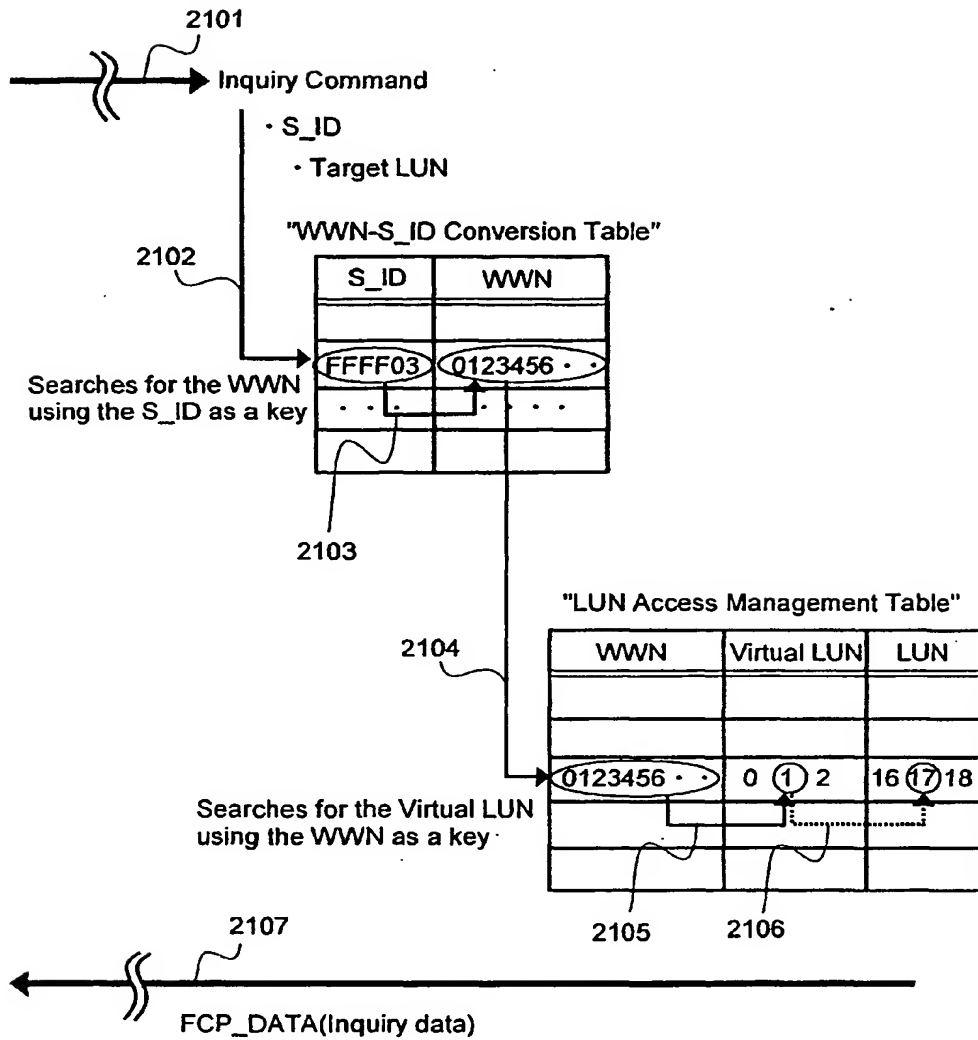 2101
Inquiry Command
· S_ID
· Target LUN
"WWN-S_ID Conversion Table"
2102
S_ID WWN
FFFF03 0123456 · ·
Searches for the WWN
using the S_ID as a key
· · · · · · ·
2103
"LUN Access Management Table"
2104
WWN Virtual LUN LUN
0123456 · · 0 1 2 16 17 18
Searches for the Virtual LUN
using the WWN as a key
2105 2106
2107
FCP_DATA(Inquiry data)